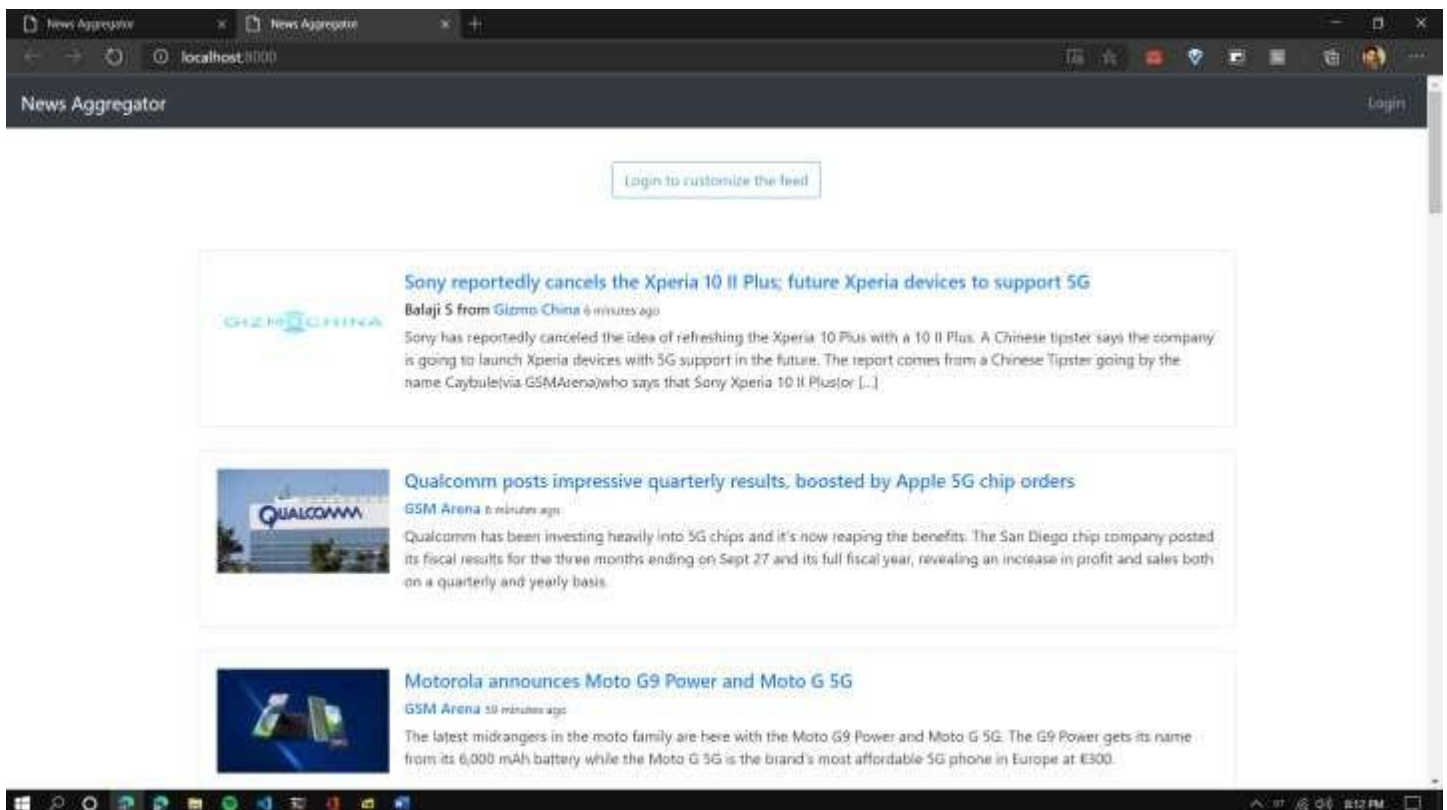 News Aggregator
News Aggregator
localhost:8000
News Aggregator
Login
Login to customize the feed
GIZMOCHINA
Sony reportedly cancels the Xperia 10 II Plus; future Xperia devices to support 5G
Balaji S from Gizmo China 6 minutes ago
Sony has reportedly canceled the idea of refreshing the Xperia 10 Plus with a 10 II Plus. A Chinese tipster says the company
is going to launch Xperia devices with 5G support in the future. The report comes from a Chinese Tipster going by the
name Caybule(via GSMArena)who says that Sony Xperia 10 II Plus(or [...]
QUALCOMM
Qualcomm posts impressive quarterly results, boosted by Apple 5G chip orders
GSM Arena 6 minutes ago
Qualcomm has been investing heavily into 5G chips and it's now reaping the benefits. The San Diego chip company posted
its fiscal results for the three months ending on Sept 27 and its full fiscal year, revealing an increase in profit and sales both
on a quarterly and yearly basis.
Motorola announces Moto G9 Power and Moto G 5G
GSM Arena 59 minutes ago
The latest midrangers in the moto family are here with the Moto G9 Power and Moto G 5G. The G9 Power gets its name
from its 6,000 mAh battery while the Moto G 5G is the brand's most affordable 5G phone in Europe at €300.
8:12 PM